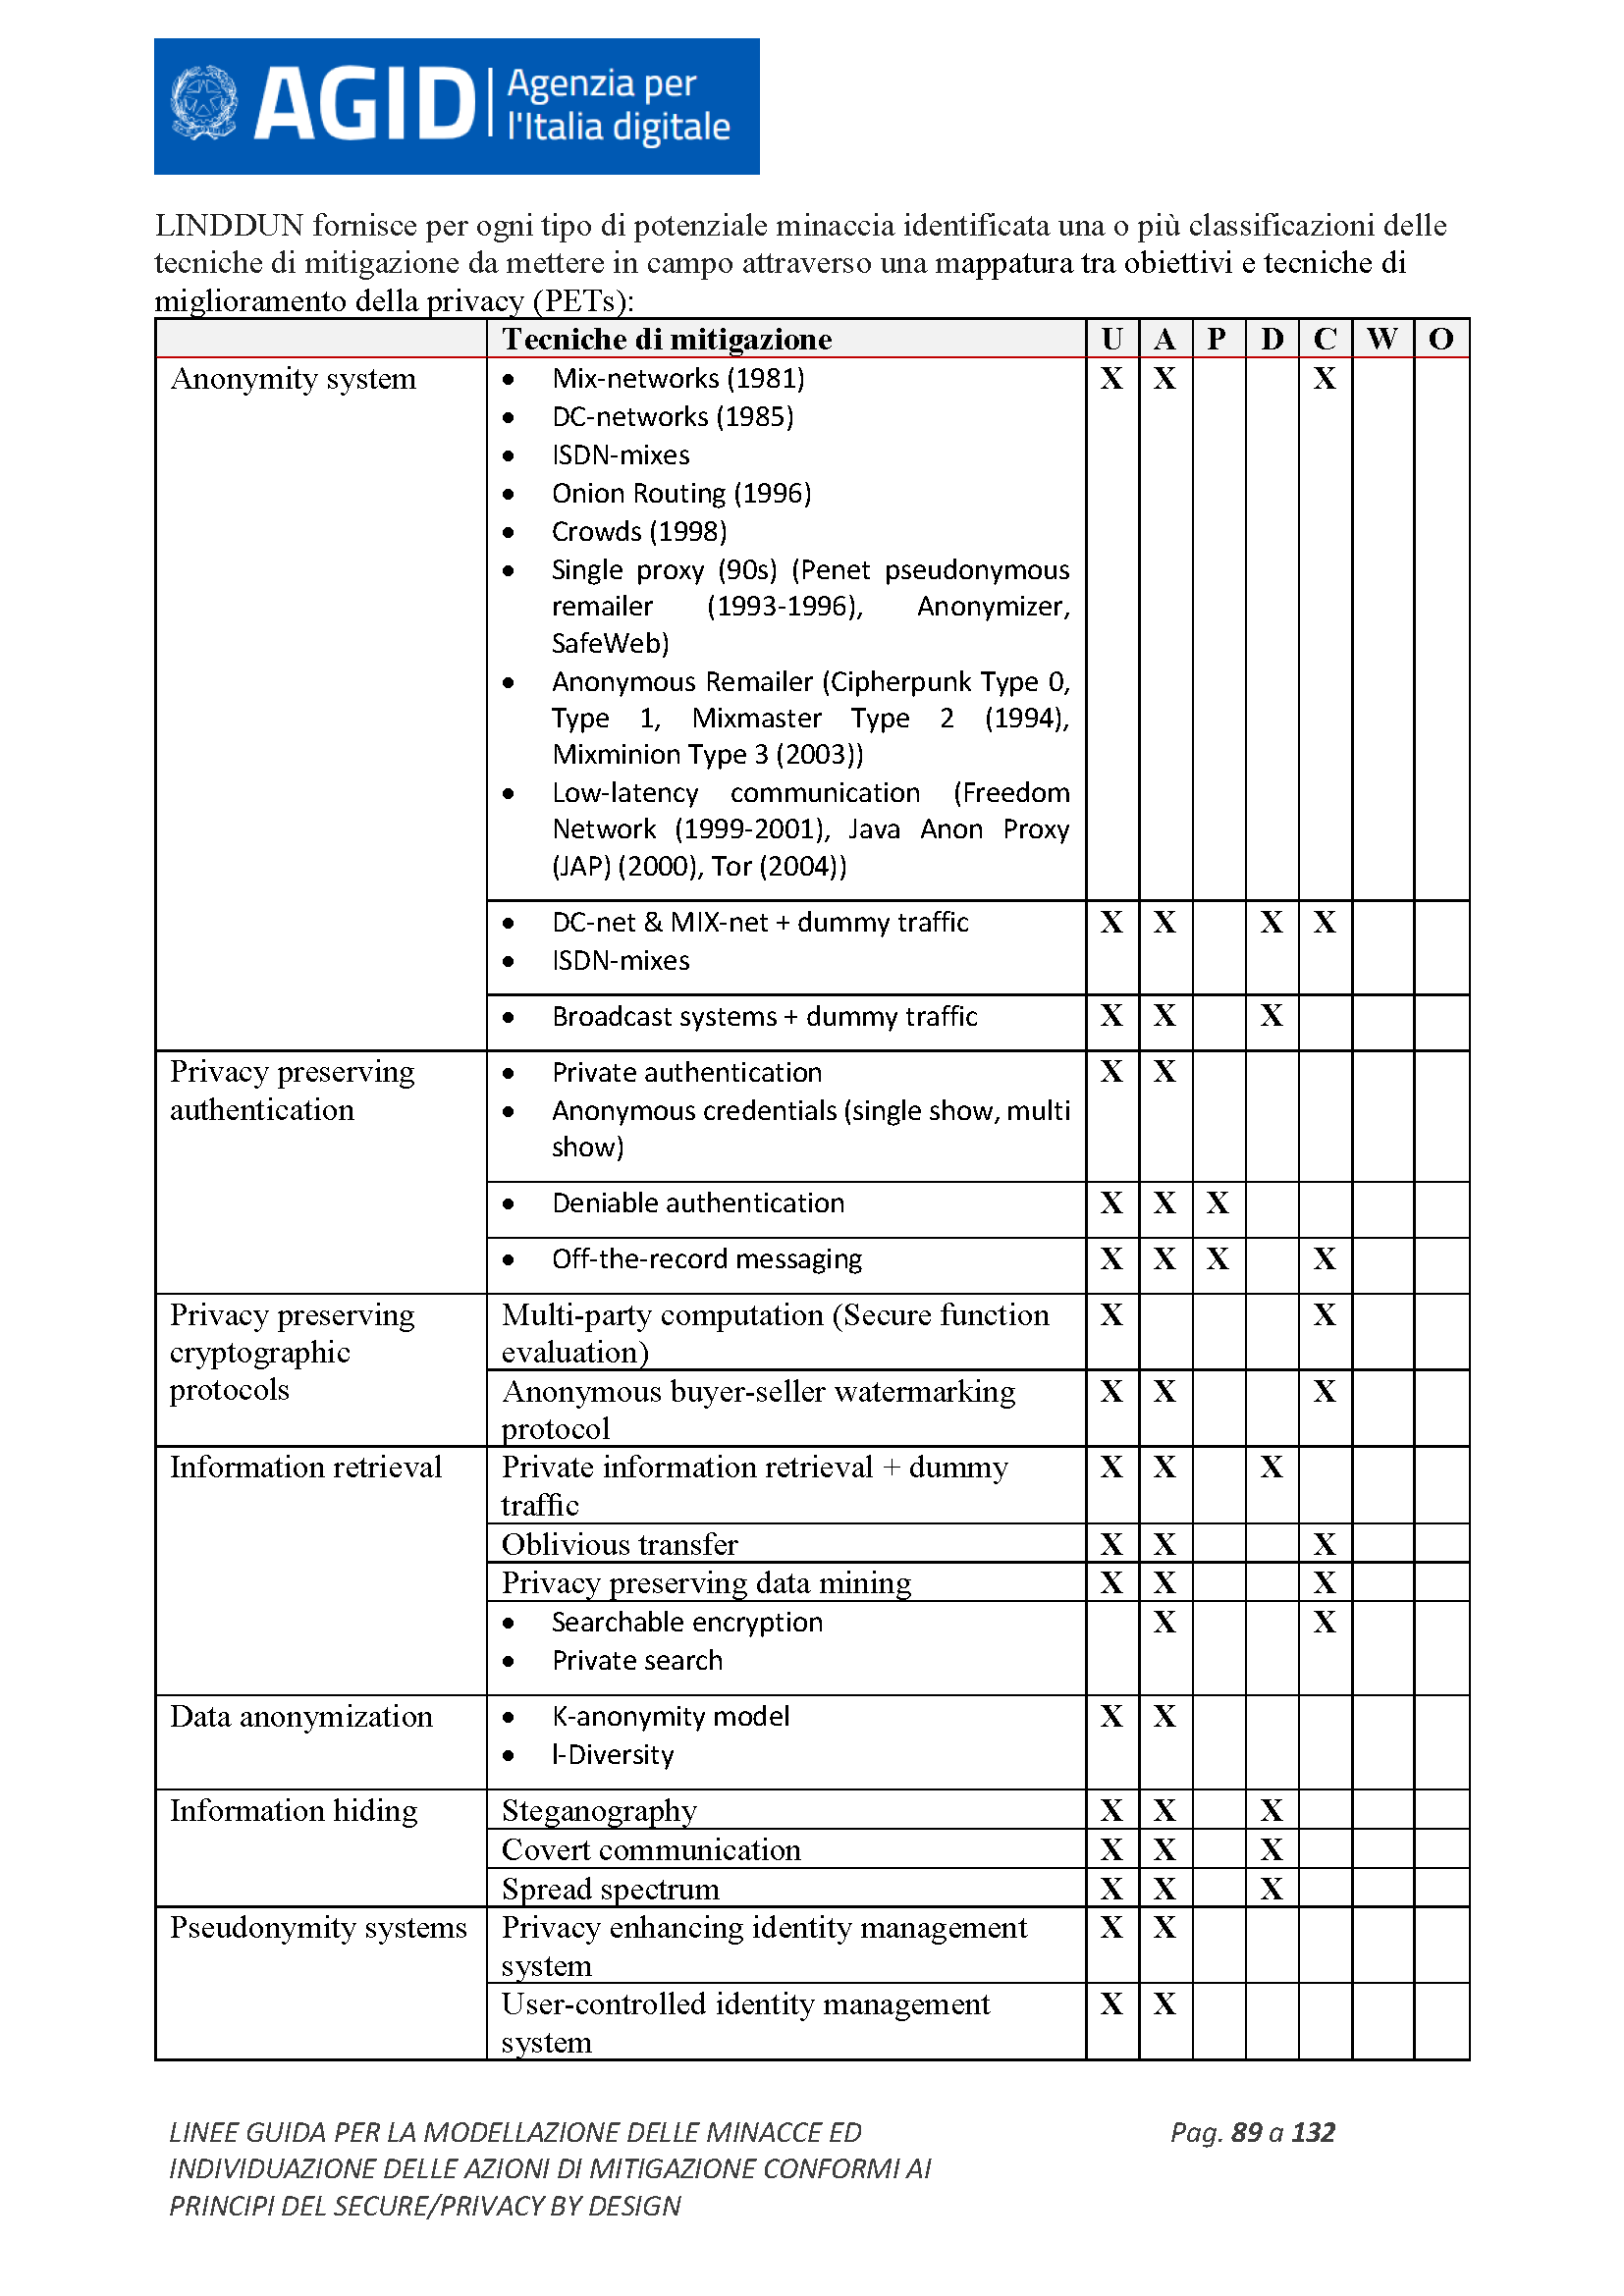 AGID Agenzia per
l'Italia digitale
LINDDUN fornisce per ogni tipo di potenziale minaccia identificata una o più classificazioni delle
tecniche di mitigazione da mettere in campo attraverso una mappatura tra obiettivi e tecniche di
miglioramento della privacy (PETs):
Tecniche di mitigazione U A P D C W O
Anonymity system • Mix-networks (1981) X X X
• DC-networks (1985)
• ISDN-mixes
• Onion Routing (1996)
• Crowds (1998)
• Single proxy (90s) (Penet pseudonymous
remailer (1993-1996), Anonymizer,
SafeWeb)
• Anonymous Remailer (Cipherpunk Type 0,
Type 1, Mixmaster Type 2 (1994),
Mixminion Type 3 (2003))
• Low-latency communication (Freedom
Network (1999-2001), Java Anon Proxy
(JAP) (2000), Tor (2004))
• DC-net & MIX-net + dummy traffic X X X X
• ISDN-mixes
• Broadcast systems + dummy traffic X X X
Privacy preserving • Private authentication X X
authentication • Anonymous credentials (single show, multi
show)
• Deniable authentication X X X
• Off-the-record messaging X X X X
Privacy preserving Multi-party computation (Secure function X X
cryptographic evaluation)
protocols Anonymous buyer-seller watermarking X X X
protocol
Information retrieval Private information retrieval + dummy X X X
traffic
Oblivious transfer X X X
Privacy preserving data mining X X X
• Searchable encryption X X
• Private search
Data anonymization • K-anonymity model X X
• l-Diversity
Information hiding Steganography X X X
Covert communication X X X
Spread spectrum X X X
Pseudonymity systems Privacy enhancing identity management X X
system
User-controlled identity management X X
system
LINEE GUIDA PER LA MODELLAZIONE DELLE MINACCE ED Pag. 89 a 132
INDIVIDUAZIONE DELLE AZIONI DI MITIGAZIONE CONFORMI AI
PRINCIPI DEL SECURE/PRIVACY BY DESIGN